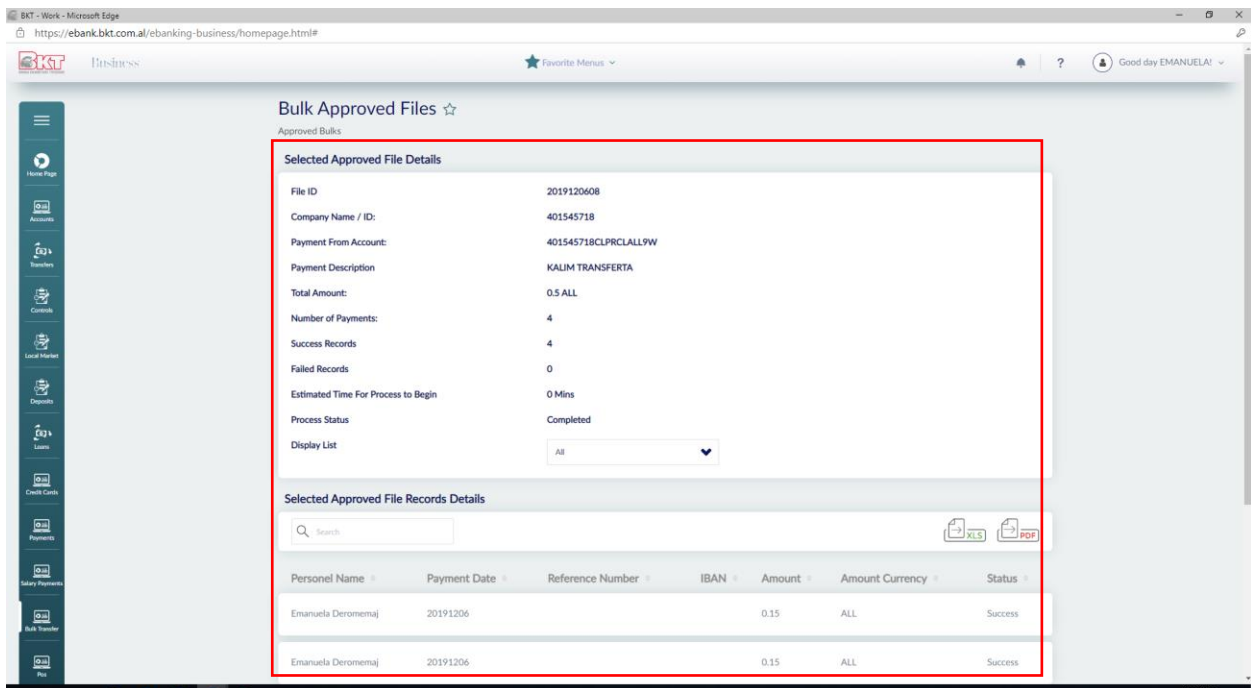 BKT - Work - Microsoft Edge
https://ebank.bkt.com.al/ebanking-business/homepage.html#
BKT Business Favorite Menus ? Good day EMANUELA!
Bulk Approved Files
Approved Bulks
Home Page
Accounts
Transfers
Controls
Local Market
Deposits
Loans
Credit Cards
Payments
Salary Payments
Bulk Transfer
Pos
Selected Approved File Details
File ID 2019120608
Company Name / ID: 401545718
Payment From Account: 401545718CLPRCLALL9W
Payment Description KALIM TRANSFERTA
Total Amount: 0.5 ALL
Number of Payments: 4
Success Records 4
Failed Records 0
Estimated Time For Process to Begin 0 Mins
Process Status Completed
Display List All
Selected Approved File Records Details
Search XLS PDF
Personel Name Payment Date Reference Number IBAN Amount Amount Currency Status
Emanuela Deromemaj 20191206 0.15 ALL Success
Emanuela Deromemaj 20191206 0.15 ALL Success